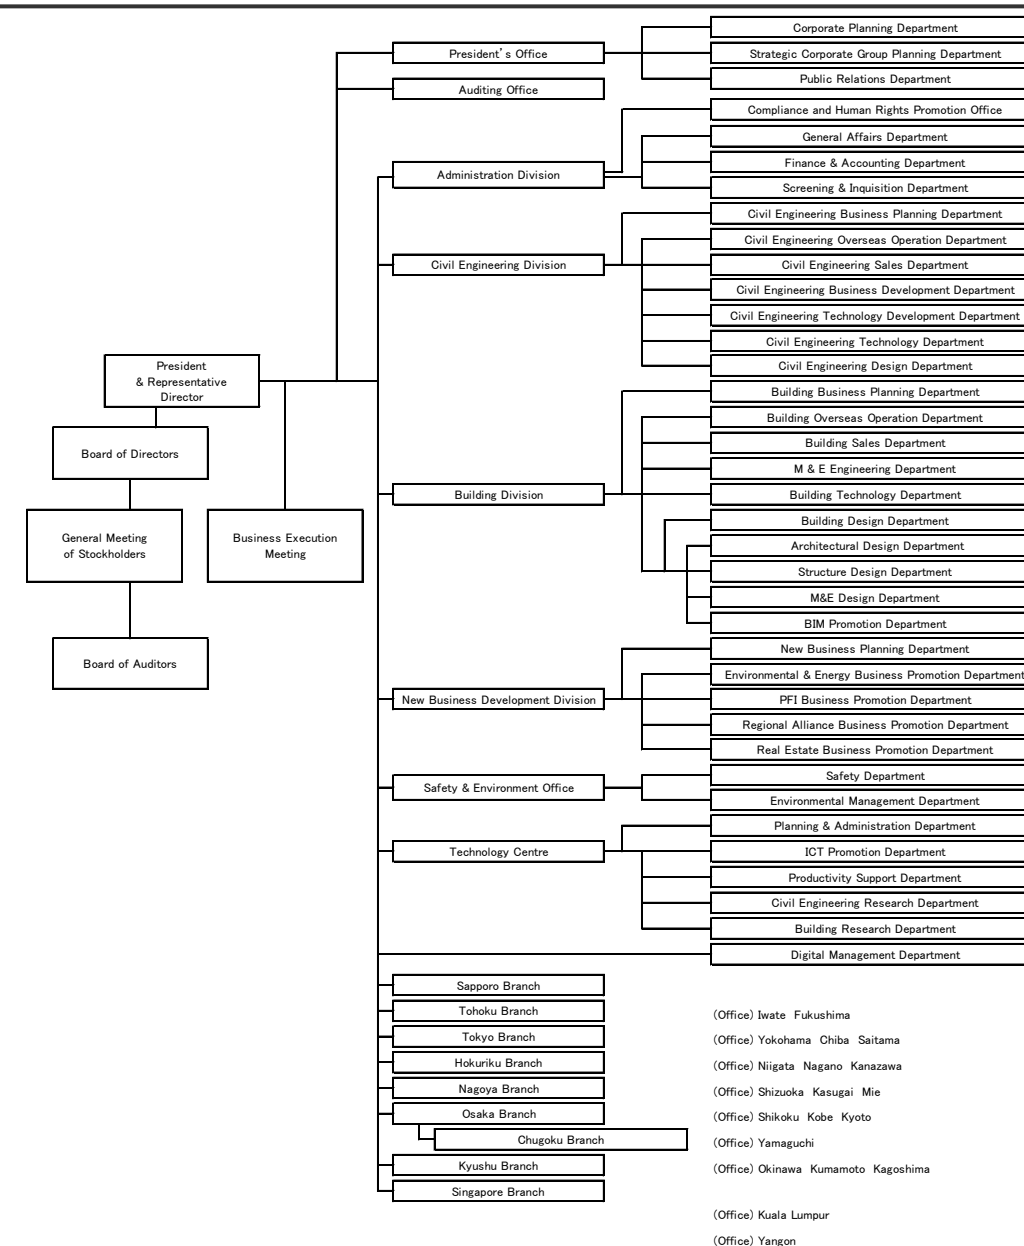 Corporate Planning Department
President's Office
Strategic Corporate Group Planning Department
Public Relations Department
Auditing Office
Compliance and Human Rights Promotion Office
General Affairs Department
Administration Division
Finance & Accounting Department
Screening & Inquisition Department
Civil Engineering Business Planning Department
Civil Engineering Overseas Operation Department
Civil Engineering Division
Civil Engineering Sales Department
Civil Engineering Business Development Department
Civil Engineering Technology Development Department
Civil Engineering Technology Department
Civil Engineering Design Department
President
& Representative
Director
Building Business Planning Department
Building Overseas Operation Department
Board of Directors
Building Sales Department
M & E Engineering Department
Building Division
Building Technology Department
Building Design Department
General Meeting
of Stockholders
Business Execution
Meeting
Architectural Design Department
Structure Design Department
M&E Design Department
BIM Promotion Department
Board of Auditors
New Business Planning Department
Environmental & Energy Business Promotion Department
New Business Development Division
PFI Business Promotion Department
Regional Alliance Business Promotion Department
Real Estate Business Promotion Department
Safety & Environment Office
Safety Department
Environmental Management Department
Planning & Administration Department
Technology Centre
ICT Promotion Department
Productivity Support Department
Civil Engineering Research Department
Building Research Department
Digital Management Department
Sapporo Branch
Tohoku Branch
(Office) Iwate Fukushima
Tokyo Branch
(Office) Yokohama Chiba Saitama
Hokuriku Branch
(Office) Niigata Nagano Kanazawa
Nagoya Branch
(Office) Shizuoka Kasugai Mie
Osaka Branch
(Office) Shikoku Kobe Kyoto
Chugoku Branch
(Office) Yamaguchi
Kyushu Branch
(Office) Okinawa Kumamoto Kagoshima
Singapore Branch
(Office) Kuala Lumpur
(Office) Yangon